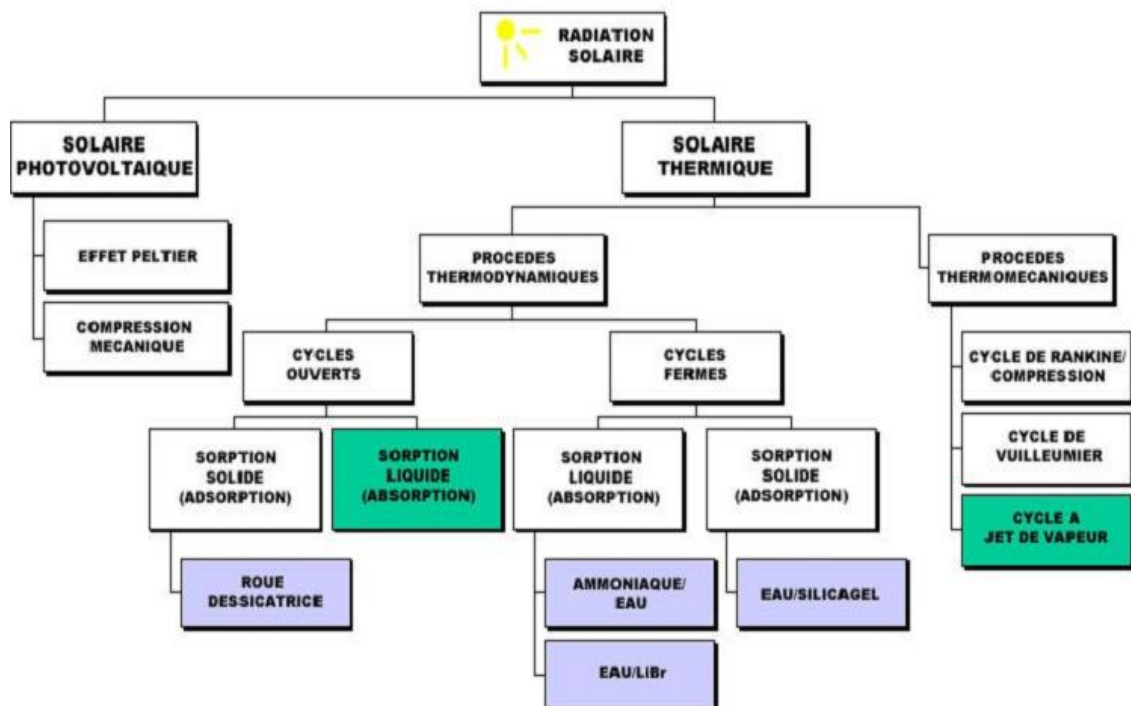 RADIATION
SOLAIRE
SOLAIRE
PHOTOVOLTAIQUE
SOLAIRE
THERMIQUE
EFFET PELTIER
COMPRESSION
MECANIQUE
PROCEDES
THERMODYNAMIQUES
PROCEDES
THERMOMECANIQUES
CYCLES
OUVERTS
CYCLES
FERMES
CYCLE DE RANKINE/
COMPRESSION
CYCLE DE
VUILLEUMIER
CYCLE A
JET DE VAPEUR
SORPTION
SOLIDE
(ADSORPTION)
SORPTION
LIQUIDE
(ABSORPTION)
SORPTION
LIQUIDE
(ABSORPTION)
SORPTION
SOLIDE
(ADSORPTION)
ROUE
DESSICATRICE
AMMONIAQUE/
EAU
EAU/SILICAGEL
EAU/LiBr